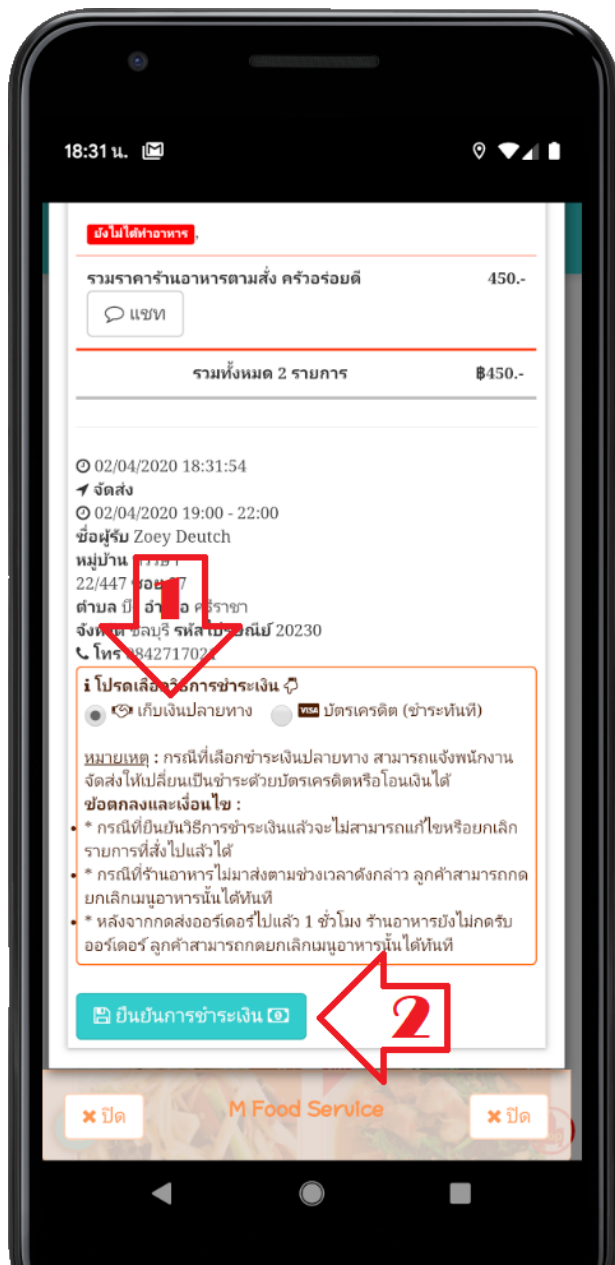 18:31 น.
ยังไม่ได้ทำอาหาร ,
รวมราคาร้านอาหารตามสั่ง ครัวอร่อยดี 450.-
แชท
รวมทั้งหมด 2 รายการ ฿450.-
02/04/2020 18:31:54
จัดส่ง
02/04/2020 19:00 - 22:00
ชื่อผู้รับ Zoey Deutch
หมู่บ้าน
22/447 ซอย
ตำบล อำเภอ ศรีราชา
จังหวัด ชลบุรี รหัสไปรษณีย์ 20230
โทร
1
i โปรดเลือกวิธีการชำระเงิน
เก็บเงินปลายทาง VISA บัตรเครดิต (ชำระทันที)
หมายเหตุ : กรณีที่เลือกชำระเงินปลายทาง สามารถแจ้งพนักงาน
จัดส่งให้เปลี่ยนเป็นชำระด้วยบัตรเครดิตหรือโอนเงินได้
ข้อตกลงและเงื่อนไข :
• * กรณีที่ยืนยันวิธีการชำระเงินแล้วจะไม่สามารถแก้ไขหรือยกเลิก
รายการที่สั่งไปแล้วได้
• * กรณีที่ร้านอาหารไม่มาส่งตามช่วงเวลาดังกล่าว ลูกค้าสามารถกด
ยกเลิกเมนูอาหารนั้นได้ทันที
• * หลังจากกดส่งออร์เดอร์ไปแล้ว 1 ชั่วโมง ร้านอาหารยังไม่กดรับ
ออร์เดอร์ ลูกค้าสามารถกดยกเลิกเมนูอาหารนั้นได้ทันที
ยืนยันการชำระเงิน
2
ปิด M Food Service ปิด